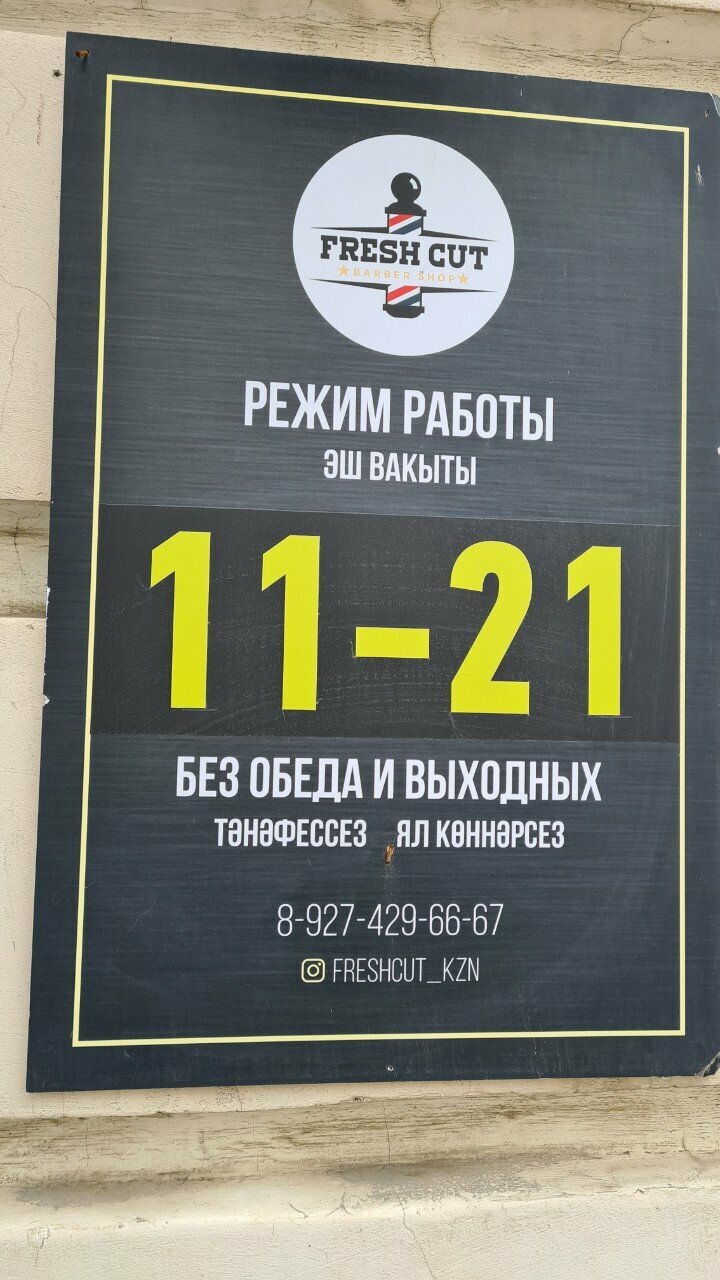 FRESH CUT
★BARBER SHOP★
РЕЖИМ РАБОТЫ
ЭШ ВАКЫТЫ
11-21
БЕЗ ОБЕДА И ВЫХОДНЫХ
ТӘНӘФЕССЕЗ ЯЛ КӨННӘРСЕЗ
8-927-429-66-67
FRESHCUT_KZN